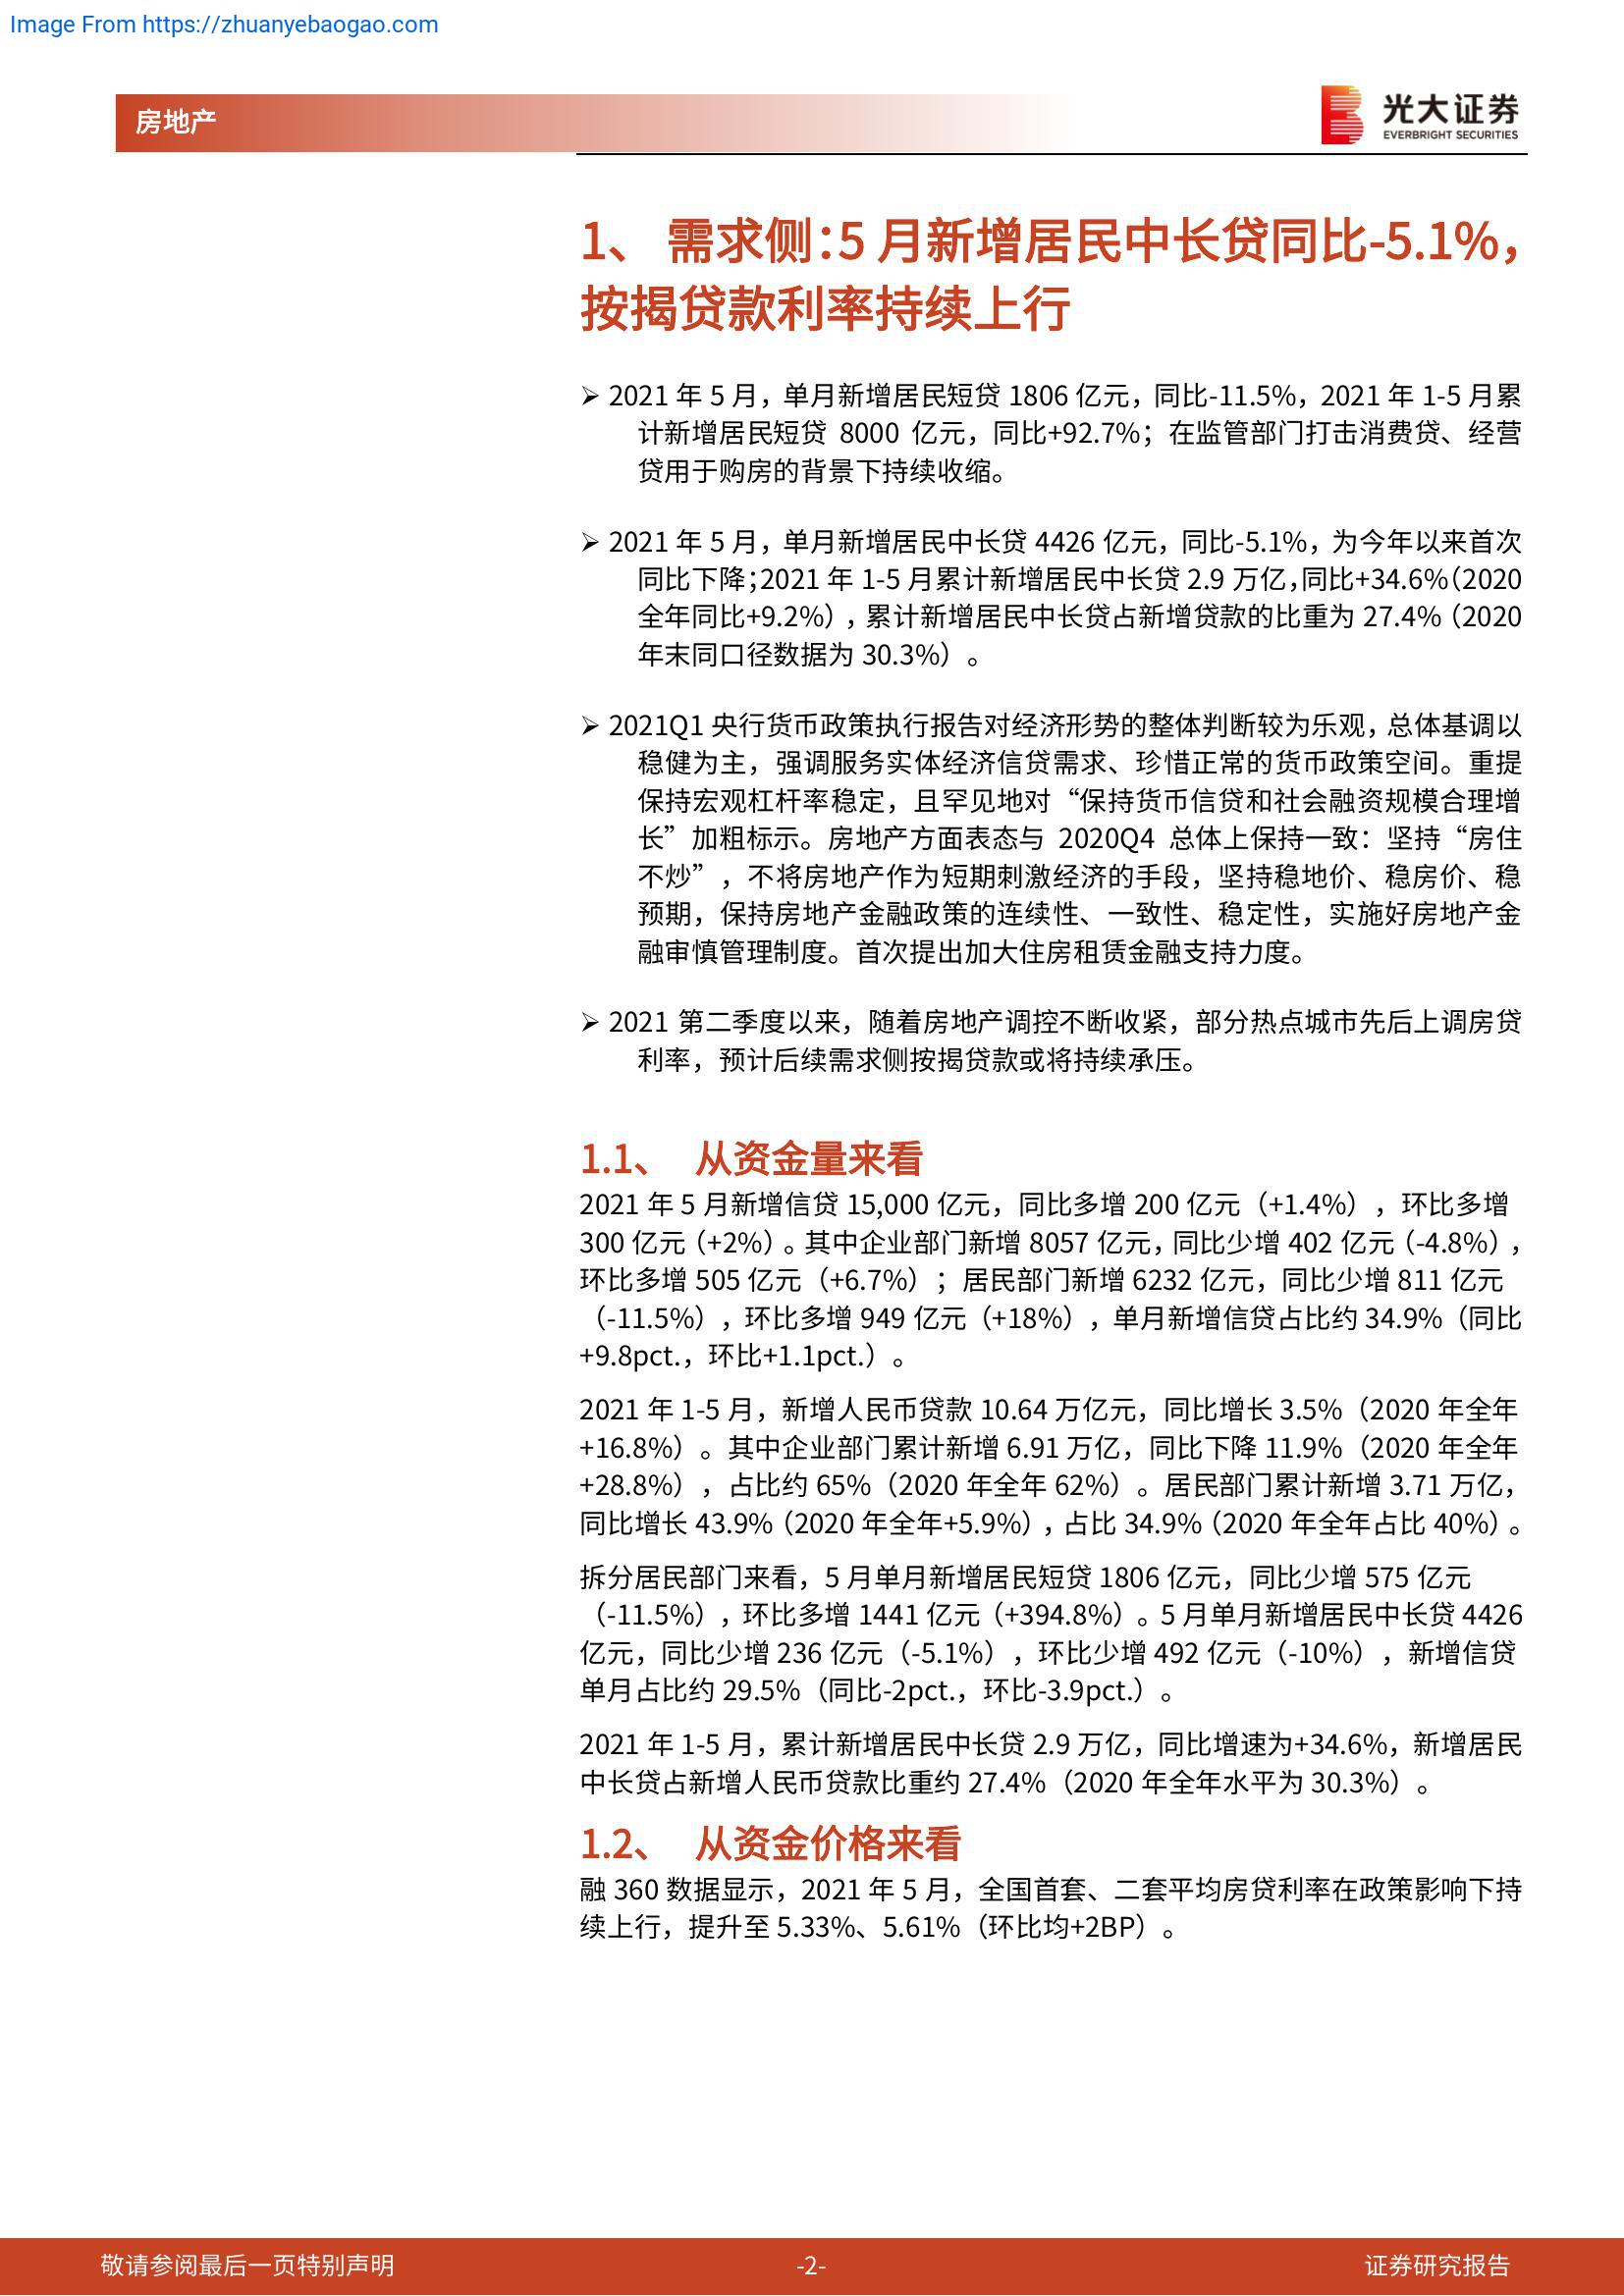 Image From https://zhuanyebaogao.com
房地产
光大证券
EVERBRIGHT SECURITIES
1、 需求侧：5 月新增居民中长贷同比-5.1%，
按揭贷款利率持续上行
➢ 2021 年 5 月，单月新增居民短贷 1806 亿元，同比-11.5%，2021 年 1-5 月累
计新增居民短贷 8000 亿元，同比+92.7%；在监管部门打击消费贷、经营
贷用于购房的背景下持续收缩。
➢ 2021 年 5 月，单月新增居民中长贷 4426 亿元，同比-5.1%，为今年以来首次
同比下降；2021 年 1-5 月累计新增居民中长贷 2.9 万亿，同比+34.6%（2020
全年同比+9.2%），累计新增居民中长贷占新增贷款的比重为 27.4%（2020
年末同口径数据为 30.3%）。
➢ 2021Q1 央行货币政策执行报告对经济形势的整体判断较为乐观，总体基调以
稳健为主，强调服务实体经济信贷需求、珍惜正常的货币政策空间。重提
保持宏观杠杆率稳定，且罕见地对“保持货币信贷和社会融资规模合理增
长”加粗标示。房地产方面表态与 2020Q4 总体上保持一致：坚持“房住
不炒”，不将房地产作为短期刺激经济的手段，坚持稳地价、稳房价、稳
预期，保持房地产金融政策的连续性、一致性、稳定性，实施好房地产金
融审慎管理制度。首次提出加大住房租赁金融支持力度。
➢ 2021 第二季度以来，随着房地产调控不断收紧，部分热点城市先后上调房贷
利率，预计后续需求侧按揭贷款或将持续承压。
1.1、 从资金量来看
2021 年 5 月新增信贷 15,000 亿元，同比多增 200 亿元（+1.4%），环比多增
300 亿元（+2%）。其中企业部门新增 8057 亿元，同比少增 402 亿元（-4.8%），
环比多增 505 亿元（+6.7%）；居民部门新增 6232 亿元，同比少增 811 亿元
（-11.5%），环比多增 949 亿元（+18%），单月新增信贷占比约 34.9%（同比
+9.8pct.，环比+1.1pct.）。
2021 年 1-5 月，新增人民币贷款 10.64 万亿元，同比增长 3.5%（2020 年全年
+16.8%）。其中企业部门累计新增 6.91 万亿，同比下降 11.9%（2020 年全年
+28.8%），占比约 65%（2020 年全年 62%）。居民部门累计新增 3.71 万亿，
同比增长 43.9%（2020 年全年+5.9%），占比 34.9%（2020 年全年占比 40%）。
拆分居民部门来看，5 月单月新增居民短贷 1806 亿元，同比少增 575 亿元
（-11.5%），环比多增 1441 亿元（+394.8%）。5 月单月新增居民中长贷 4426
亿元，同比少增 236 亿元（-5.1%），环比少增 492 亿元（-10%），新增信贷
单月占比约 29.5%（同比-2pct.，环比-3.9pct.）。
2021 年 1-5 月，累计新增居民中长贷 2.9 万亿，同比增速为+34.6%，新增居民
中长贷占新增人民币贷款比重约 27.4%（2020 年全年水平为 30.3%）。
1.2、 从资金价格来看
融 360 数据显示，2021 年 5 月，全国首套、二套平均房贷利率在政策影响下持
续上行，提升至 5.33%、5.61%（环比均+2BP）。
敬请参阅最后一页特别声明
-2-
证券研究报告